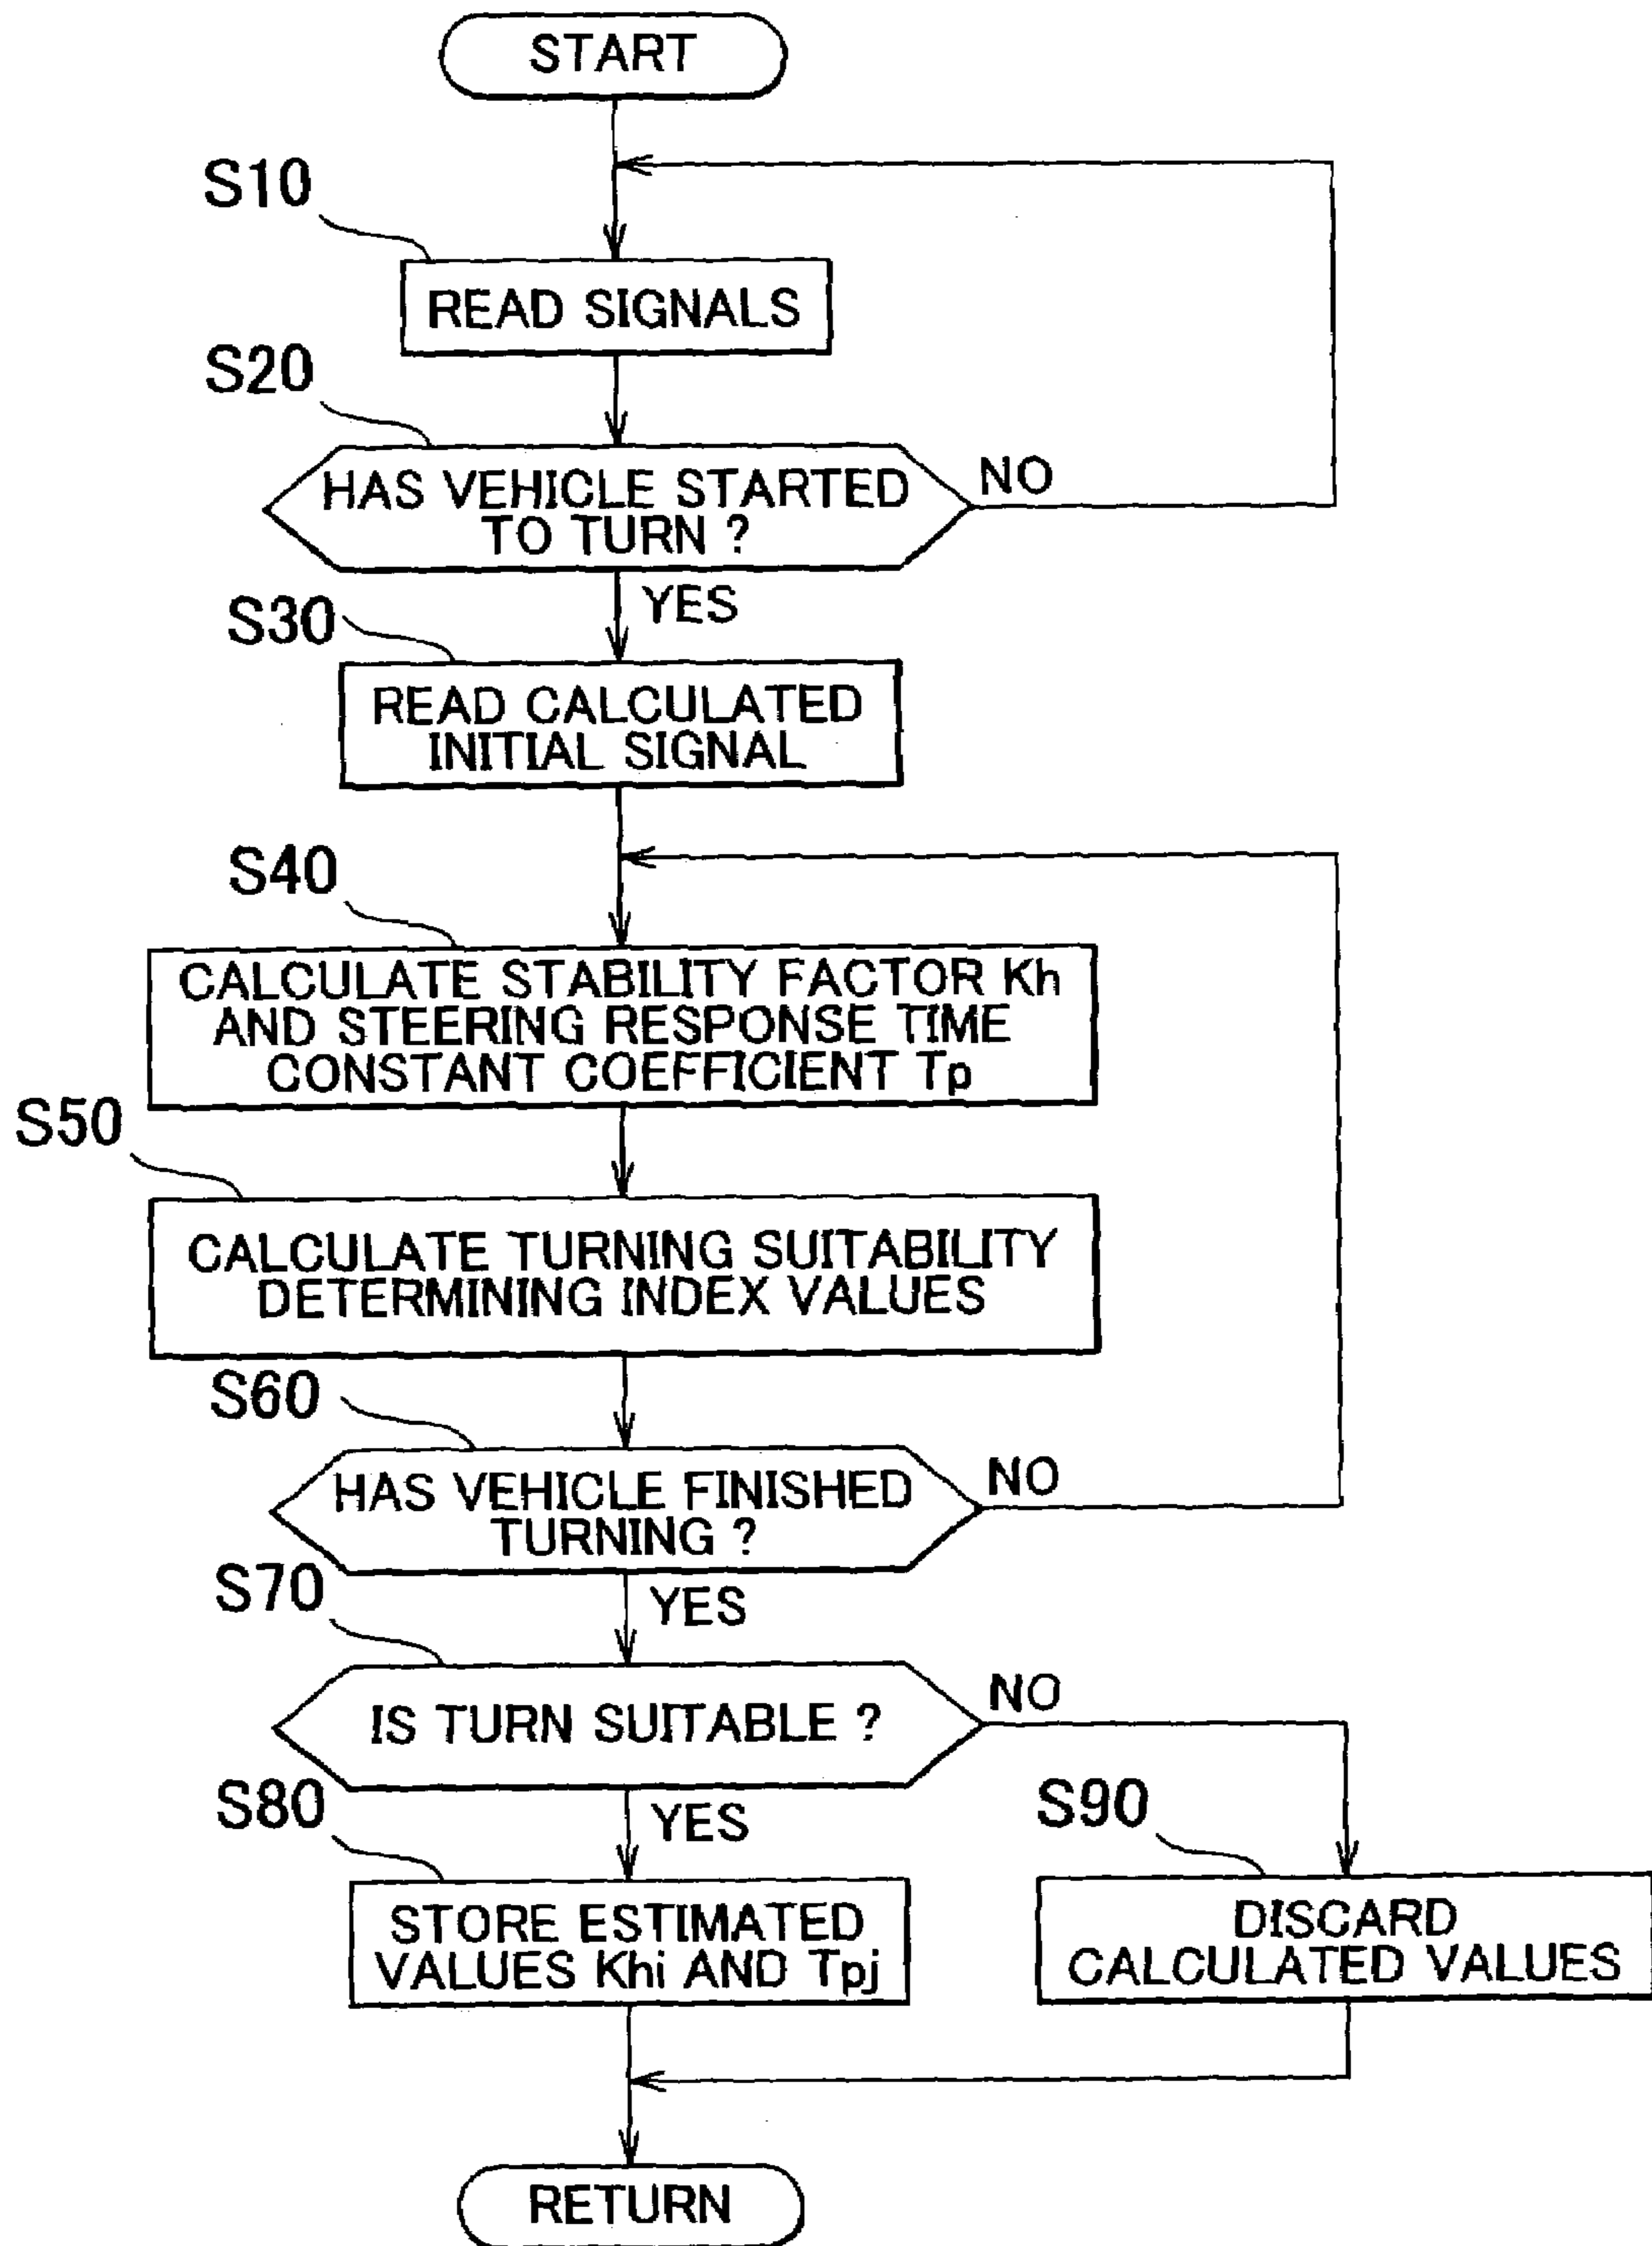 START
S10
READ SIGNALS
S20
HAS VEHICLE STARTED
TO TURN ?
NO
YES
S30
READ CALCULATED
INITIAL SIGNAL
S40
CALCULATE STABILITY FACTOR Kh
AND STEERING RESPONSE TIME
CONSTANT COEFFICIENT Tp
S50
CALCULATE TURNING SUITABILITY
DETERMINING INDEX VALUES
S60
HAS VEHICLE FINISHED
TURNING ?
NO
YES
S70
IS TURN SUITABLE ?
NO
YES
S80
STORE ESTIMATED
VALUES Khi AND Tpj
S90
DISCARD
CALCULATED VALUES
RETURN